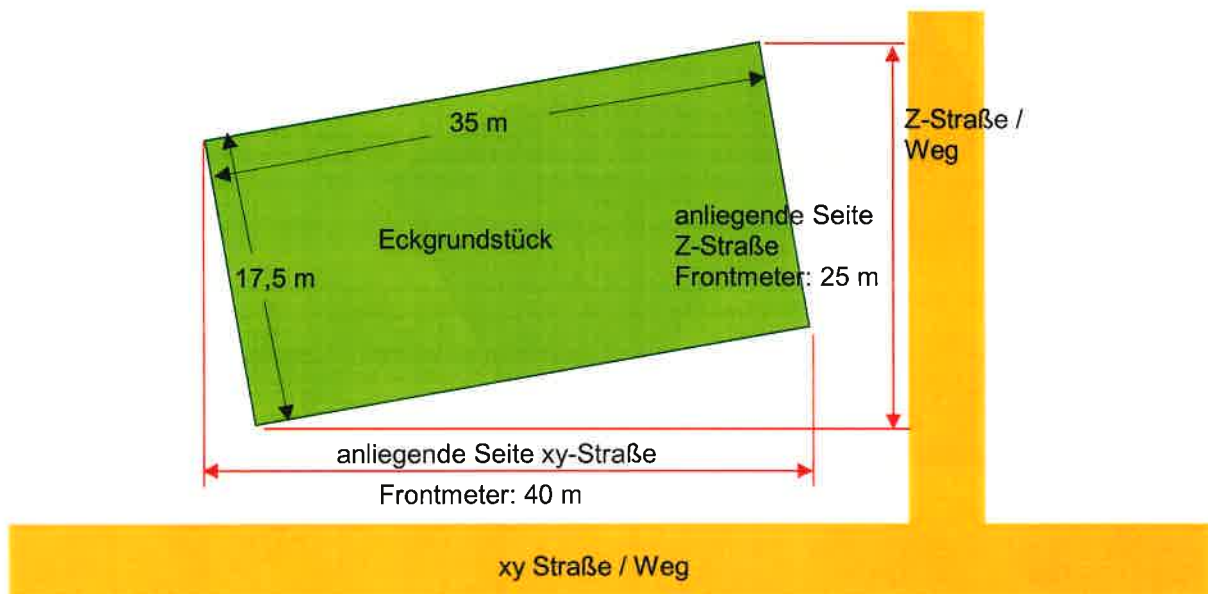 35 m
Z-Straße /
Weg
anliegende Seite
Z-Straße
Frontmeter: 25 m
Eckgrundstück
17,5 m
anliegende Seite xy-Straße
Frontmeter: 40 m
xy Straße / Weg